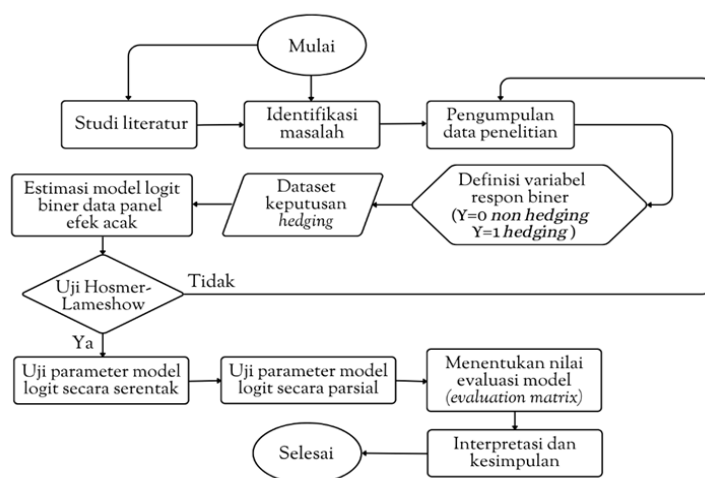 Mulai
Studi literatur
Identifikasi
masalah
Pengumpulan
data penelitian
Definisi variabel
respon biner
(Y=0 non hedging
Y=1 hedging )
Dataset
keputusan
hedging
Estimasi model logit
biner data panel
efek acak
Uji Hosmer-
Lameshow
Tidak
Ya
Uji parameter model
logit secara serentak
Uji parameter model
logit secara parsial
Menentukan nilai
evaluasi model
(evaluation matrix)
Interpretasi dan
kesimpulan
Selesai